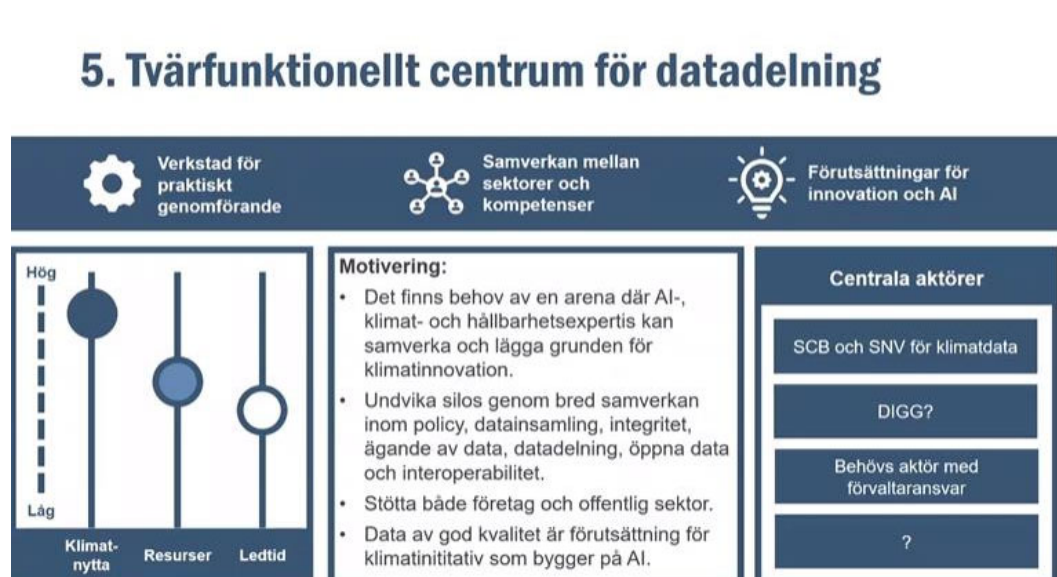 5. Tvärfunktionellt centrum för datadelning
Verkstad för
praktiskt
genomförande
Samverkan mellan
sektorer och
kompetenser
Förutsättningar för
innovation och AI
Hög
Låg
Klimat-
nytta
Resurser
Ledtid
Motivering:
• Det finns behov av en arena där AI-,
klimat- och hållbarhetsexpertis kan
samverka och lägga grunden för
klimatinnovation.
• Undvika silos genom bred samverkan
inom policy, datainsamling, integritet,
ägande av data, datadelning, öppna data
och interoperabilitet.
• Stötta både företag och offentlig sektor.
• Data av god kvalitet är förutsättning för
klimatinititativ som bygger på AI.
Centrala aktörer
SCB och SNV för klimatdata
DIGG?
Behövs aktör med
förvaltaransvar
?